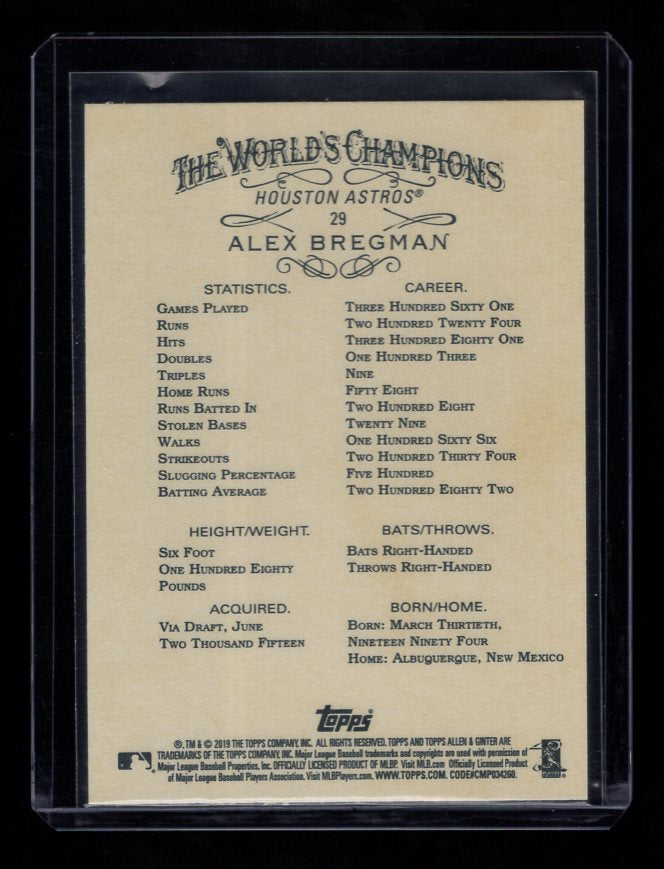 THE WORLD'S CHAMPIONS
HOUSTON ASTROS®
29
ALEX BREGMAN
STATISTICS. CAREER.
GAMES PLAYED THREE HUNDRED SIXTY ONE
RUNS TWO HUNDRED TWENTY FOUR
HITS THREE HUNDRED EIGHTY ONE
DOUBLES ONE HUNDRED THREE
TRIPLES NINE
HOME RUNS FIFTY EIGHT
RUNS BATTED IN TWO HUNDRED EIGHT
STOLEN BASES TWENTY NINE
WALKS ONE HUNDRED SIXTY SIX
STRIKEOUTS TWO HUNDRED THIRTY FOUR
SLUGGING PERCENTAGE FIVE HUNDRED
BATTING AVERAGE TWO HUNDRED EIGHTY TWO
HEIGHT/WEIGHT.
SIX FOOT
ONE HUNDRED EIGHTY
POUNDS
BATS/THROWS.
BATS RIGHT-HANDED
THROWS RIGHT-HANDED
ACQUIRED.
VIA DRAFT, JUNE
TWO THOUSAND FIFTEEN
BORN/HOME.
BORN: MARCH THIRTIETH,
NINETEEN NINETY FOUR
HOME: ALBUQUERQUE, NEW MEXICO
TOPPS®
®, TM & © 2019 THE TOPPS COMPANY, INC. ALL RIGHTS RESERVED. TOPPS AND TOPPS ALLEN & GINTER ARE
TRADEMARKS OF THE TOPPS COMPANY, INC. Major League Baseball trademarks and copyrights are used with permission of
Major League Baseball Properties, Inc. OFFICIALLY LICENSED PRODUCT OF MLBP. Visit MLB.com Officially Licensed Product
of Major League Baseball Players Association. Visit MLBPlayers.com. WWW.TOPPS.COM. CODE#CMP034260.